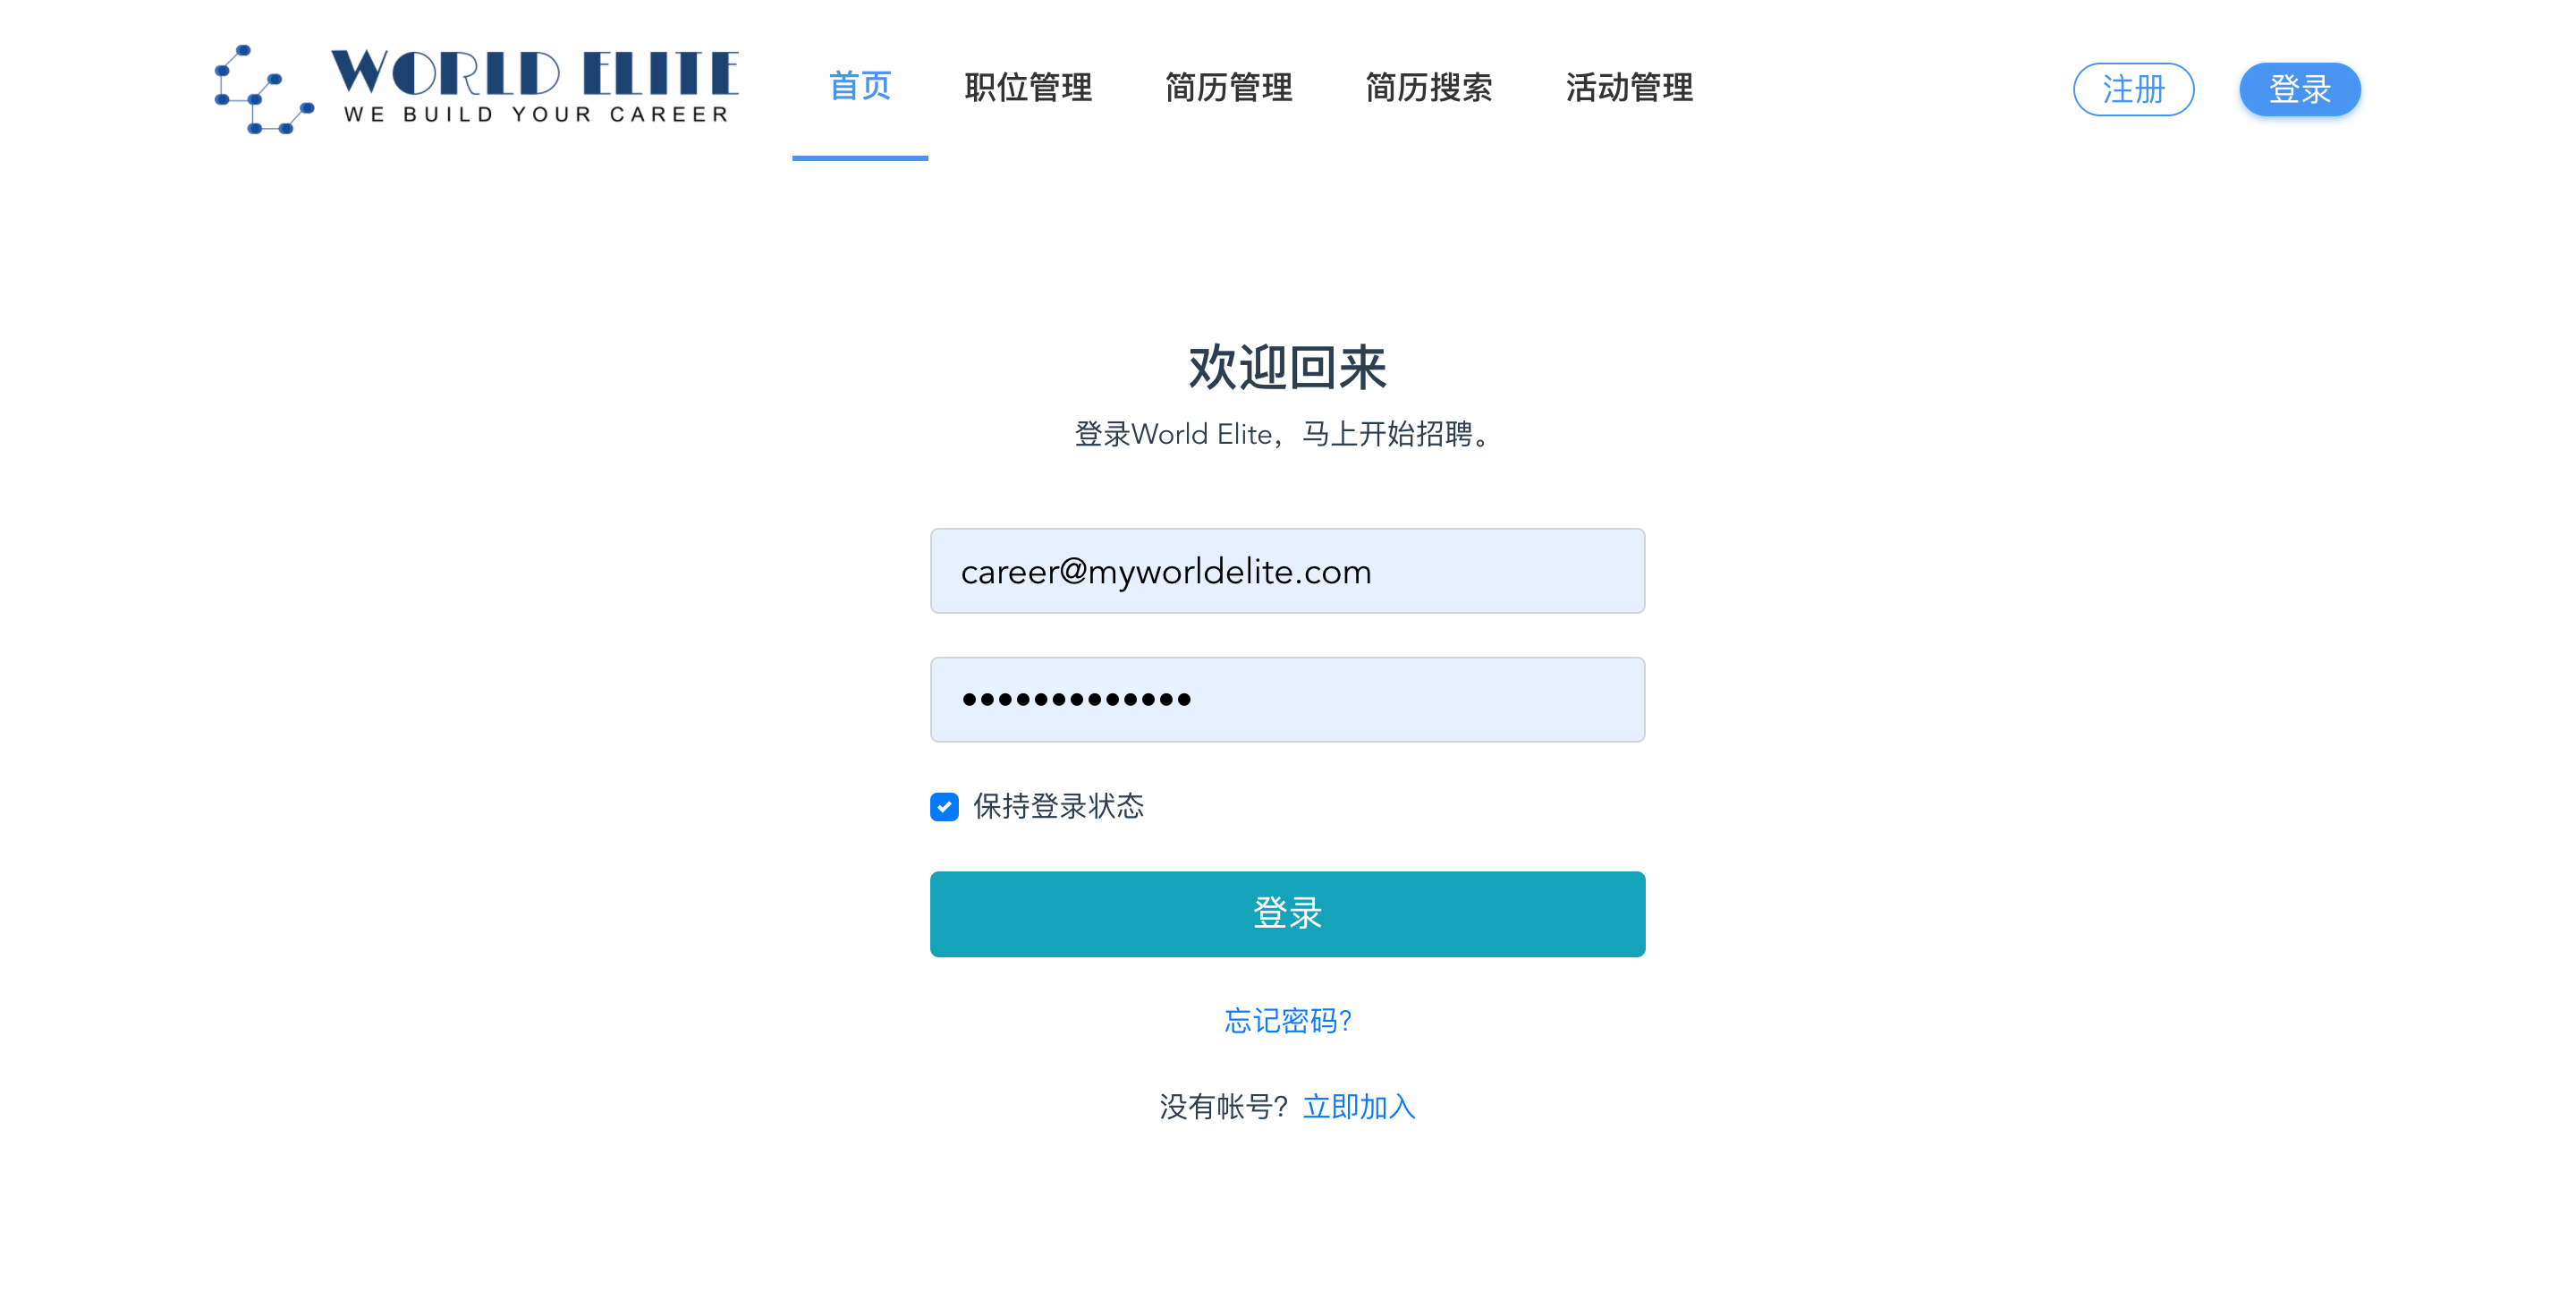 WORLD ELITE
WE BUILD YOUR CAREER
首页 职位管理 简历管理 简历搜索 活动管理 注册 登录
欢迎回来
登录World Elite，马上开始招聘。
career@myworldelite.com
•••••••••••••
保持登录状态
登录
忘记密码？
没有帐号？立即加入